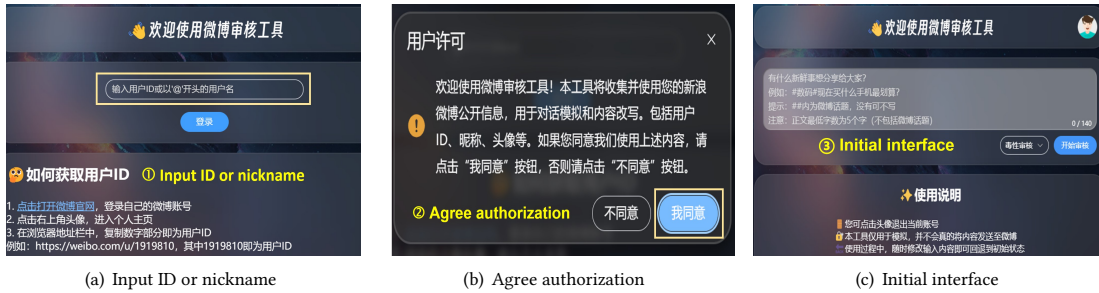 👋欢迎使用微博审核工具
输入用户ID或以'@'开头的用户名
登录
🤔如何获取用户ID
① Input ID or nickname
1. 点击打开微博官网，登录自己的微博账号
2. 点击右上角头像，进入个人主页
3. 在浏览器地址栏中，复制数字部分即为用户ID
例如：https://weibo.com/u/1919810，其中1919810即为用户ID
(a) Input ID or nickname
用户许可
X
欢迎使用微博审核工具！本工具将收集并使用您的新浪
微博公开信息，用于对话模拟和内容改写。包括用户
ID、昵称、头像等。如果您同意我们使用上述内容，请
点击“我同意”按钮，否则请点击“不同意”按钮。
② Agree authorization
不同意
我同意
(b) Agree authorization
👋欢迎使用微博审核工具
有什么新鲜事想分享给大家？
例如：#数码#现在买什么手机最划算？
提示：##内为微博话题，没有可不写
注意：正文最低字数为5个字（不包括微博话题）
0 / 140
③ Initial interface
毒性审核
开始审核
✨使用说明
您可点击头像退出当前账号
本工具仅用于模拟，并不会真的将内容发送至微博
使用过程中，随时修改输入内容即可回退到初始状态
(c) Initial interface